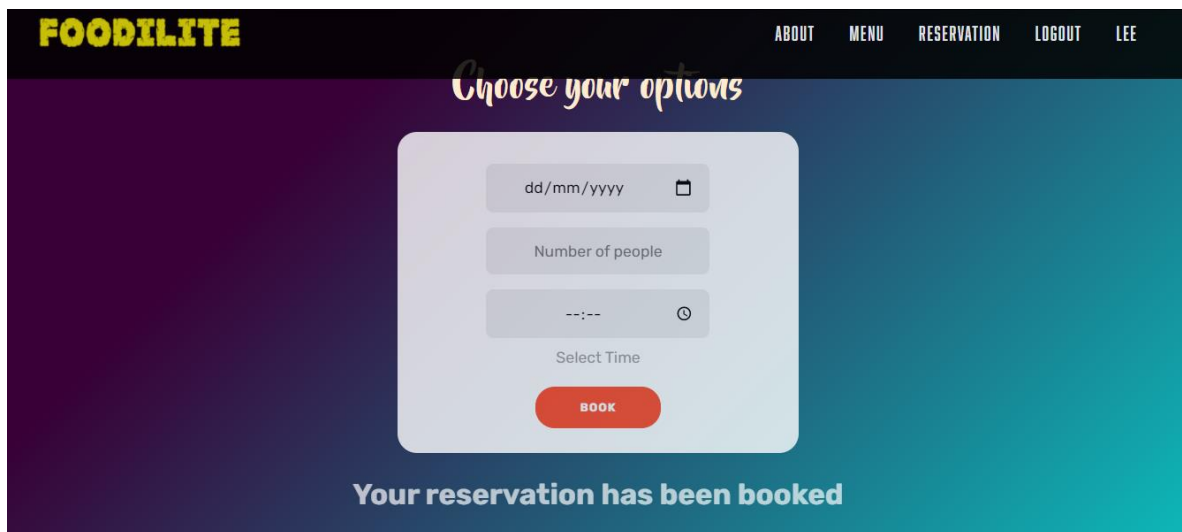 FOODILITE
ABOUT MENU RESERVATION LOGOUT LEE
Choose your options
dd/mm/yyyy
Number of people
--:--
Select Time
BOOK
Your reservation has been booked